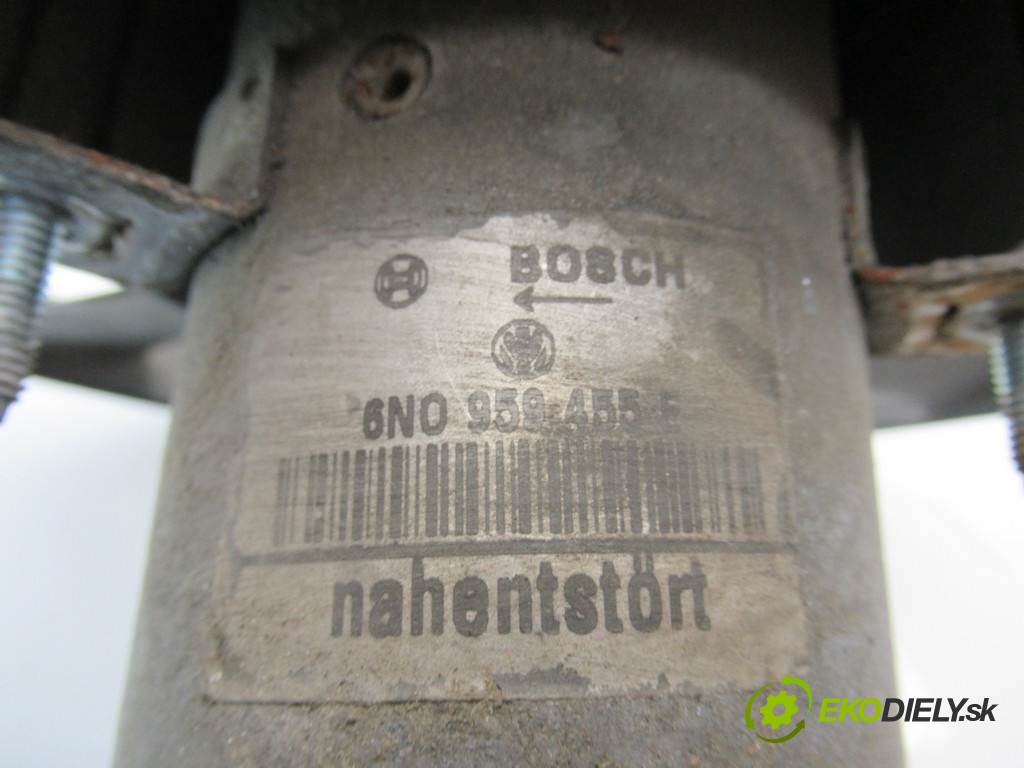 BOSCH
6N0 959 455 E
nahentstört
EKODIELY.sk